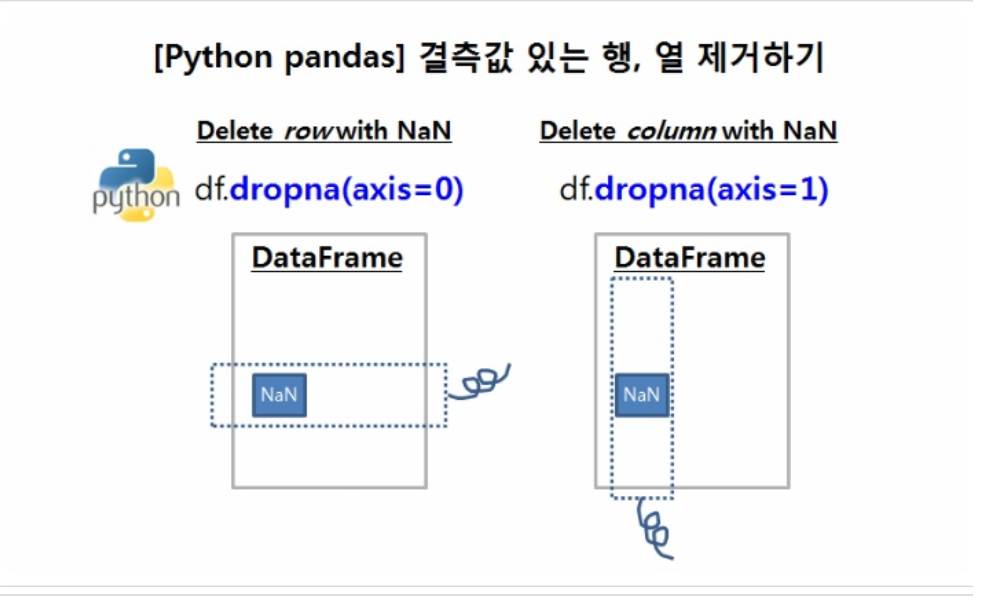 [Python pandas] 결측값 있는 행, 열 제거하기
Delete row with NaN
Delete column with NaN
python
df.dropna(axis=0)
df.dropna(axis=1)
DataFrame
DataFrame
NaN
NaN